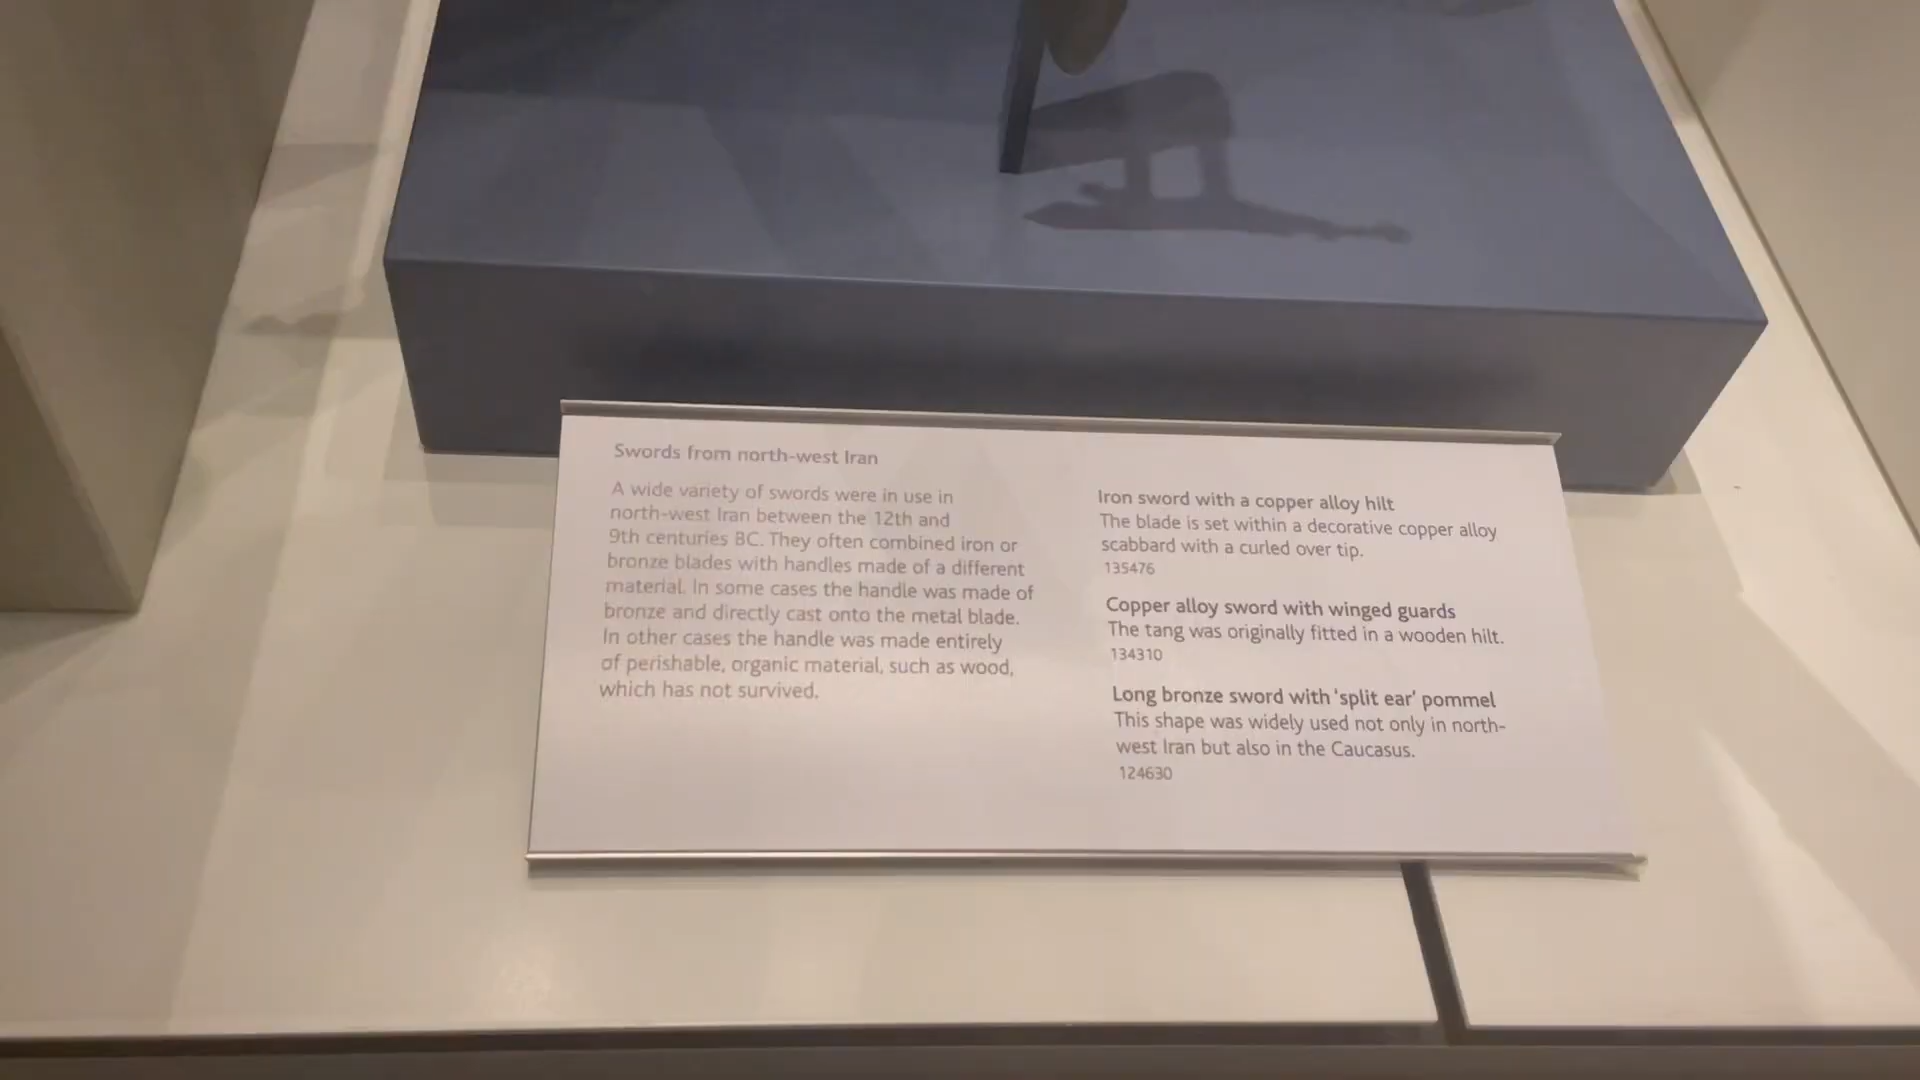 Swords from north-west Iran
A wide variety of swords were in use in
north-west Iran between the 12th and
9th centuries BC. They often combined iron or
bronze blades with handles made of a different
material. In some cases the handle was made of
bronze and directly cast onto the metal blade.
In other cases the handle was made entirely
of perishable, organic material, such as wood,
which has not survived.
Iron sword with a copper alloy hilt
The blade is set within a decorative copper alloy
scabbard with a curled over tip.
135476
Copper alloy sword with winged guards
The tang was originally fitted in a wooden hilt.
134310
Long bronze sword with 'split ear' pommel
This shape was widely used not only in north-
west Iran but also in the Caucasus.
124630